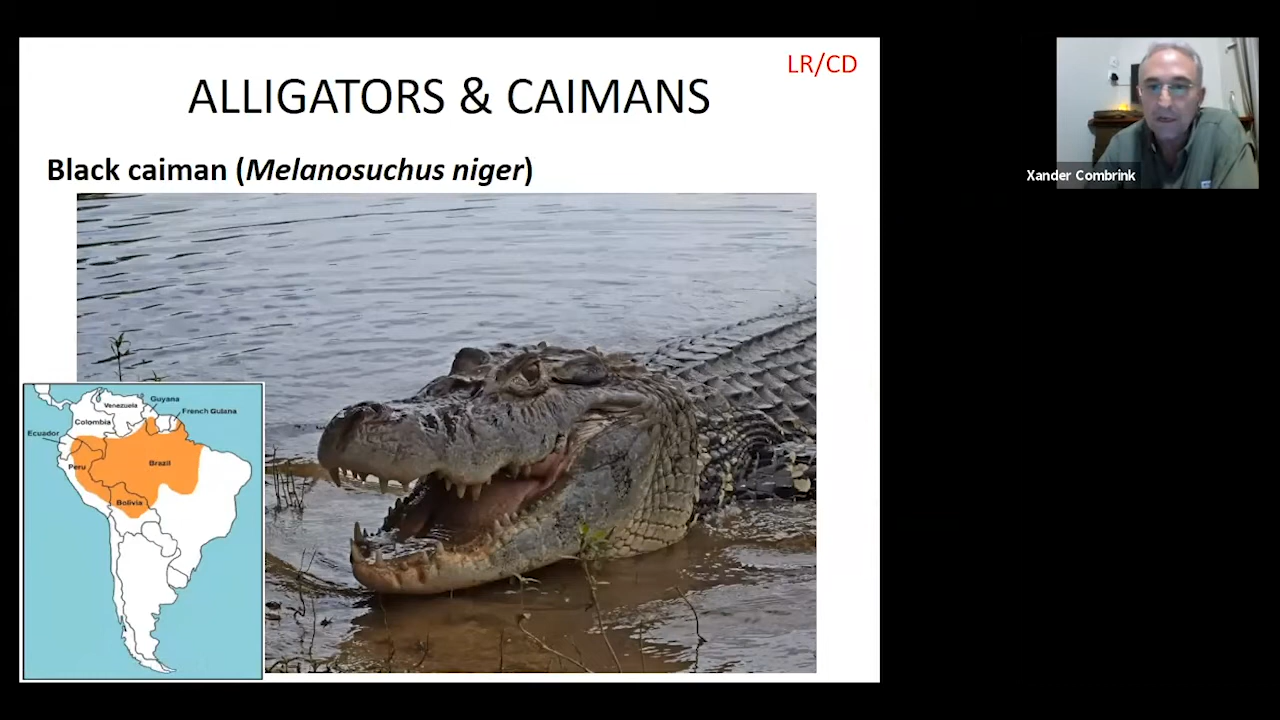 LR/CD
ALLIGATORS & CAIMANS
Black caiman (Melanosuchus niger)
Guyana
Venezuela
French Guiana
Colombia
Ecuador
Peru
Brazil
Bolivia
Xander Combrink